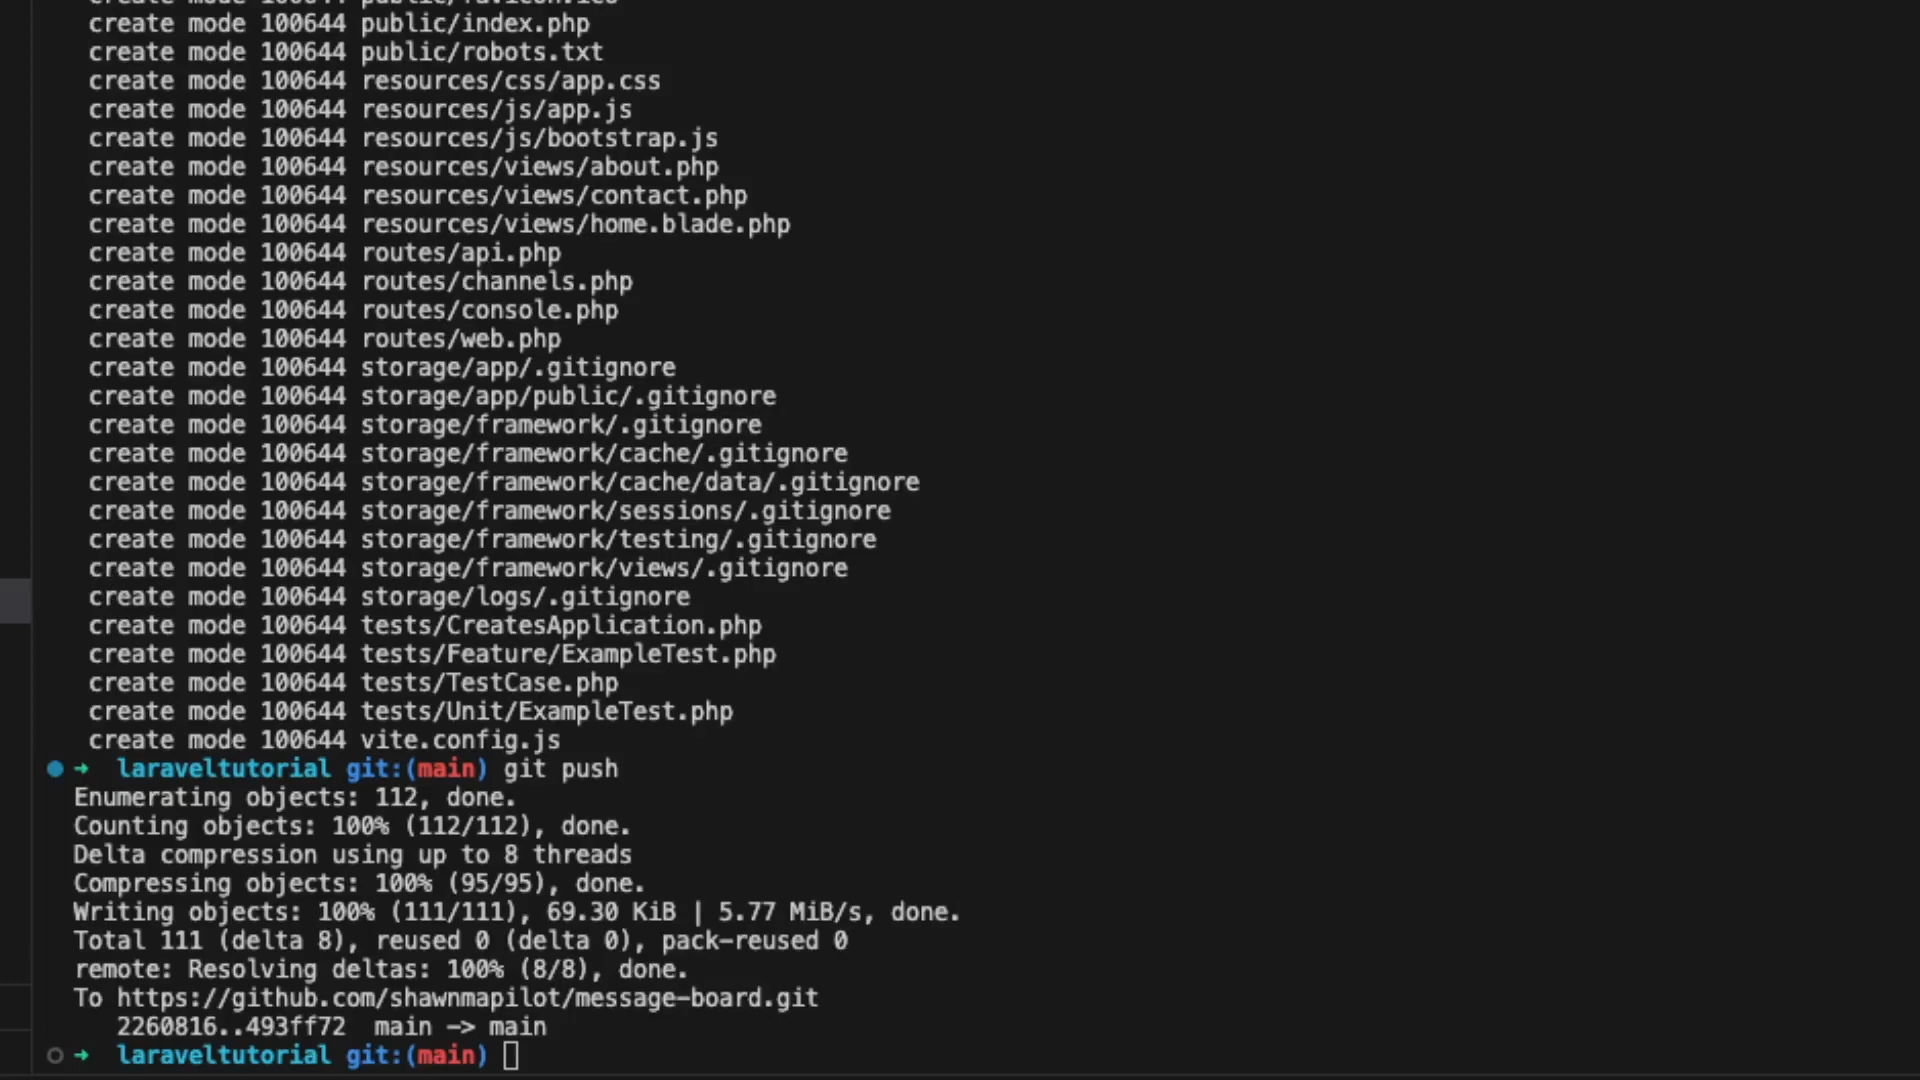 create mode 100644 public/favicon.ico
create mode 100644 public/index.php
create mode 100644 public/robots.txt
create mode 100644 resources/css/app.css
create mode 100644 resources/js/app.js
create mode 100644 resources/js/bootstrap.js
create mode 100644 resources/views/about.php
create mode 100644 resources/views/contact.php
create mode 100644 resources/views/home.blade.php
create mode 100644 routes/api.php
create mode 100644 routes/channels.php
create mode 100644 routes/console.php
create mode 100644 routes/web.php
create mode 100644 storage/app/.gitignore
create mode 100644 storage/app/public/.gitignore
create mode 100644 storage/framework/.gitignore
create mode 100644 storage/framework/cache/.gitignore
create mode 100644 storage/framework/cache/data/.gitignore
create mode 100644 storage/framework/sessions/.gitignore
create mode 100644 storage/framework/testing/.gitignore
create mode 100644 storage/framework/views/.gitignore
create mode 100644 storage/logs/.gitignore
create mode 100644 tests/CreatesApplication.php
create mode 100644 tests/Feature/ExampleTest.php
create mode 100644 tests/TestCase.php
create mode 100644 tests/Unit/ExampleTest.php
create mode 100644 vite.config.js
➜ laraveltutorial git:(main) git push
Enumerating objects: 112, done.
Counting objects: 100% (112/112), done.
Delta compression using up to 8 threads
Compressing objects: 100% (95/95), done.
Writing objects: 100% (111/111), 69.30 KiB | 5.77 MiB/s, done.
Total 111 (delta 8), reused 0 (delta 0), pack-reused 0
remote: Resolving deltas: 100% (8/8), done.
To https://github.com/shawnmapilot/message-board.git
2260816..493ff72 main -> main
➜ laraveltutorial git:(main)